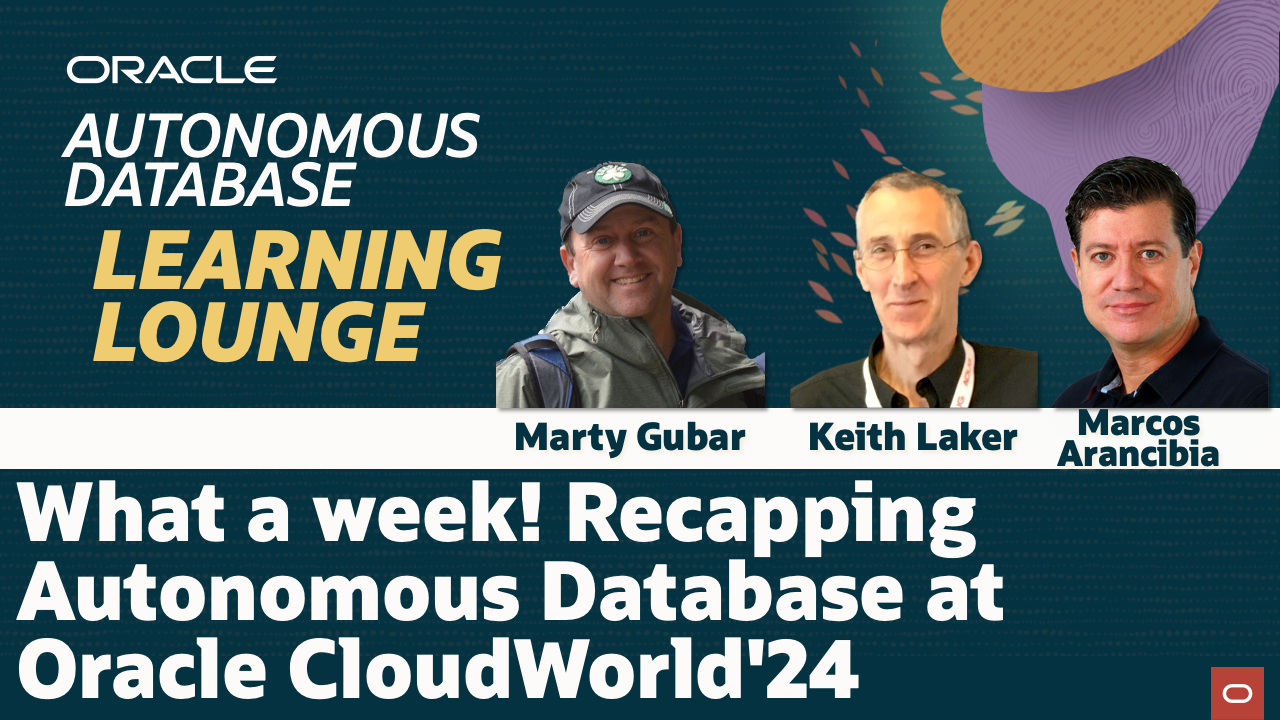 ORACLE
AUTONOMOUS
DATABASE
LEARNING
LOUNGE
Marty Gubar
Keith Laker
Marcos
Arancibia
What a week! Recapping
Autonomous Database at
Oracle CloudWorld'24